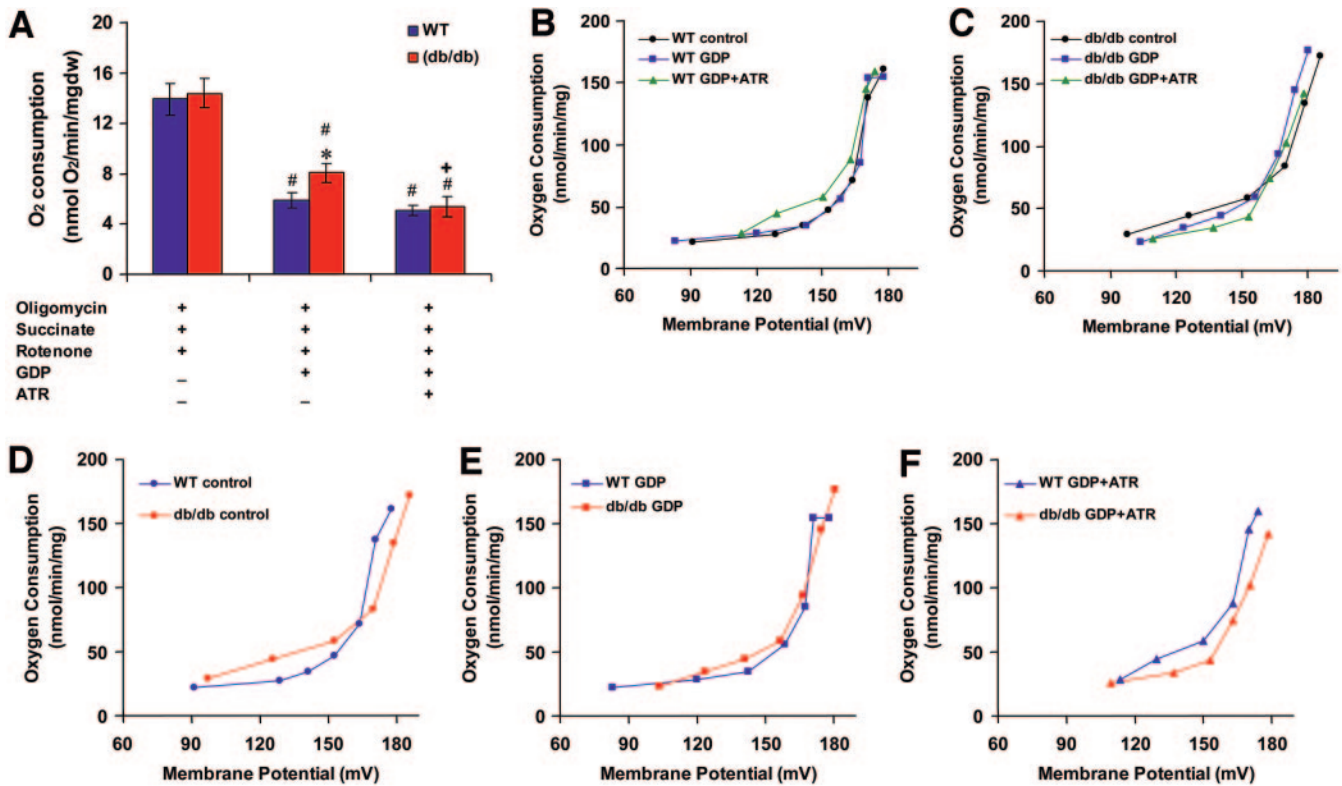 A
O₂ consumption
(nmol O₂/min/mgdw)
20
16
12
8
4
0
WT
(db/db)
#
#
*
#
+
#
Oligomycin + + +
Succinate + + +
Rotenone + + +
GDP – + +
ATR – – +
B
Oxygen Consumption
(nmol/min/mg)
200
150
100
50
0
WT control
WT GDP
WT GDP+ATR
60 90 120 150 180
Membrane Potential (mV)
C
Oxygen Consumption
(nmol/min/mg)
200
150
100
50
0
db/db control
db/db GDP
db/db GDP+ATR
60 90 120 150 180
Membrane Potential (mV)
D
Oxygen Consumption
(nmol/min/mg)
200
150
100
50
0
WT control
db/db control
60 90 120 150 180
Membrane Potential (mV)
E
Oxygen Consumption
(nmol/min/mg)
200
150
100
50
0
WT GDP
db/db GDP
60 90 120 150 180
Membrane Potential (mV)
F
Oxygen Consumption
(nmol/min/mg)
200
150
100
50
0
WT GDP+ATR
db/db GDP+ATR
60 90 120 150 180
Membrane Potential (mV)